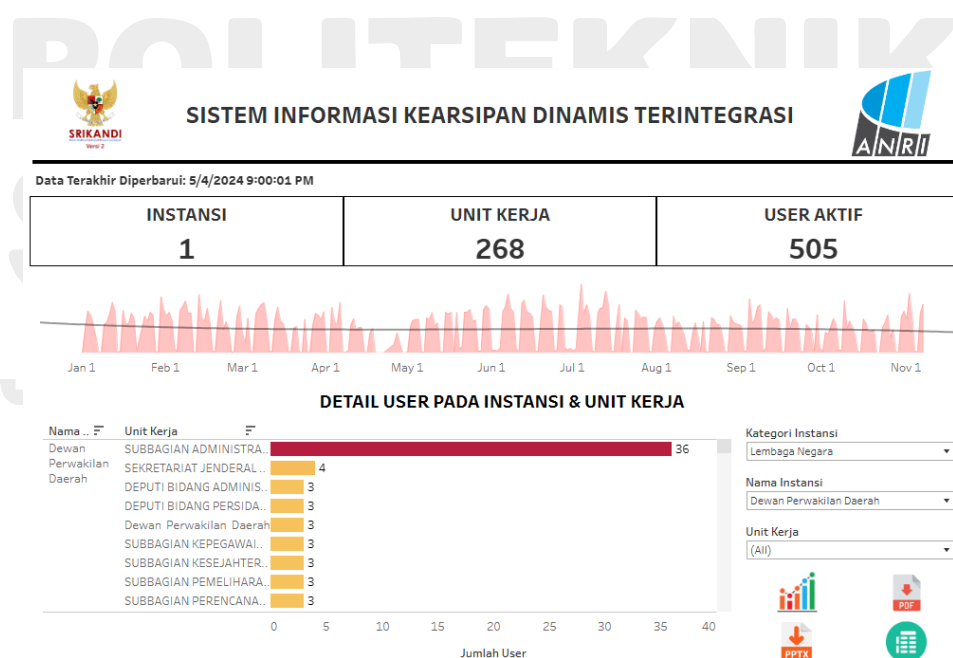 POLITEKNIK
SRIKANDI
Versi 2
SISTEM INFORMASI KEARSIPAN DINAMIS TERINTEGRASI
ANRI
Data Terakhir Diperbarui: 5/4/2024 9:00:01 PM
INSTANSI UNIT KERJA USER AKTIF
1 268 505
Jan 1 Feb 1 Mar 1 Apr 1 May 1 Jun 1 Jul 1 Aug 1 Sep 1 Oct 1 Nov 1
DETAIL USER PADA INSTANSI & UNIT KERJA
Nama .. Unit Kerja
Dewan Perwakilan Daerah
SUBBAGIAN ADMINISTRA.. 36
SEKRETARIAT JENDERAL .. 4
DEPUTI BIDANG ADMINIS.. 3
DEPUTI BIDANG PERSIDA.. 3
Dewan Perwakilan Daerah 3
SUBBAGIAN KEPEGAWAI.. 3
SUBBAGIAN KESEJAHTER.. 3
SUBBAGIAN PEMELIHARA.. 3
SUBBAGIAN PERENCANA.. 3
0 5 10 15 20 25 30 35 40
Jumlah User
Kategori Instansi
Lembaga Negara
Nama Instansi
Dewan Perwakilan Daerah
Unit Kerja
(All)
PDF
PPTX